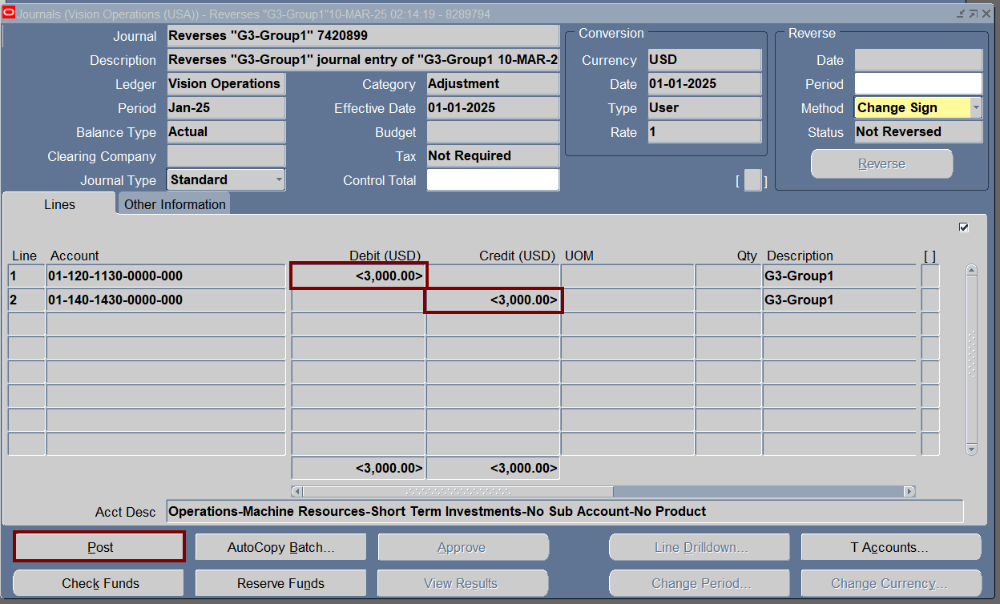 Journals (Vision Operations (USA)) - Reverses "G3-Group1"10-MAR-25 02:14:19 - 8289794
Journal Reverses "G3-Group1" 7420899
Description Reverses "G3-Group1" journal entry of "G3-Group1 10-MAR-2
Ledger Vision Operations Category Adjustment
Period Jan-25 Effective Date 01-01-2025
Balance Type Actual Budget
Clearing Company Tax Not Required
Journal Type Standard Control Total
Conversion
Currency USD
Date 01-01-2025
Type User
Rate 1
Reverse
Date
Period
Method Change Sign
Status Not Reversed
Reverse
[ ]
Lines Other Information
Line Account Debit (USD) Credit (USD) UOM Qty Description [ ]
1 01-120-1130-0000-000 <3,000.00> G3-Group1
2 01-140-1430-0000-000 <3,000.00> G3-Group1
<3,000.00> <3,000.00>
Acct Desc Operations-Machine Resources-Short Term Investments-No Sub Account-No Product
Post AutoCopy Batch... Approve Line Drilldown... T Accounts...
Check Funds Reserve Funds View Results Change Period... Change Currency...